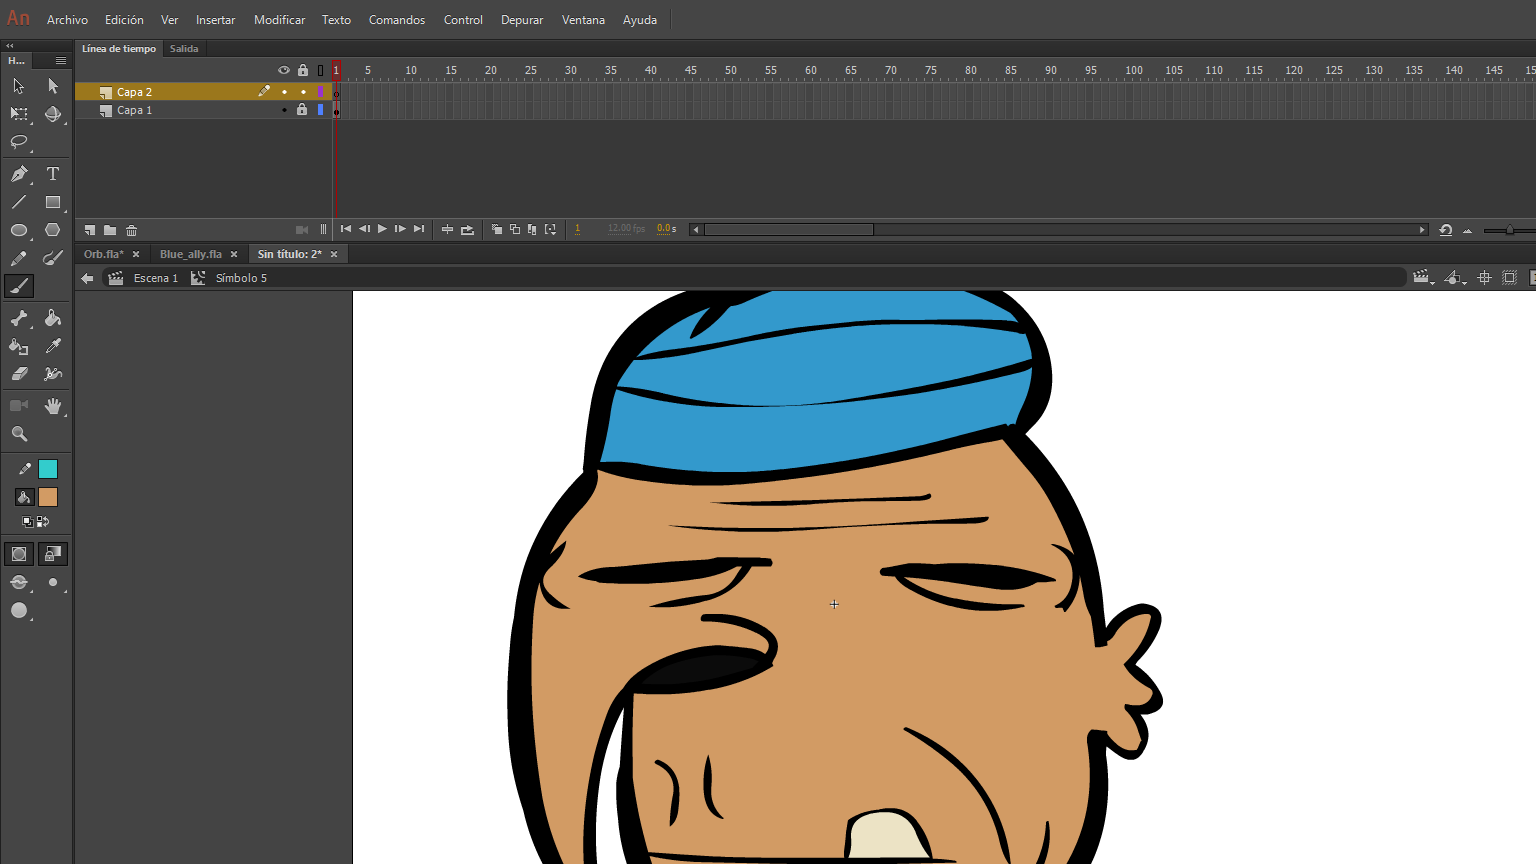 An Archivo Edición Ver Insertar Modificar Texto Comandos Control Depurar Ventana Ayuda
H... Línea de tiempo Salida
1 5 10 15 20 25 30 35 40 45 50 55 60 65 70 75 80 85 90 95 100 105 110 115 120 125 130 135 140 145 15
Capa 2
Capa 1
1 12.00 fps 0.0 s
Orb.fla* Blue_ally.fla Sin título: 2*
Escena 1 Símbolo 5